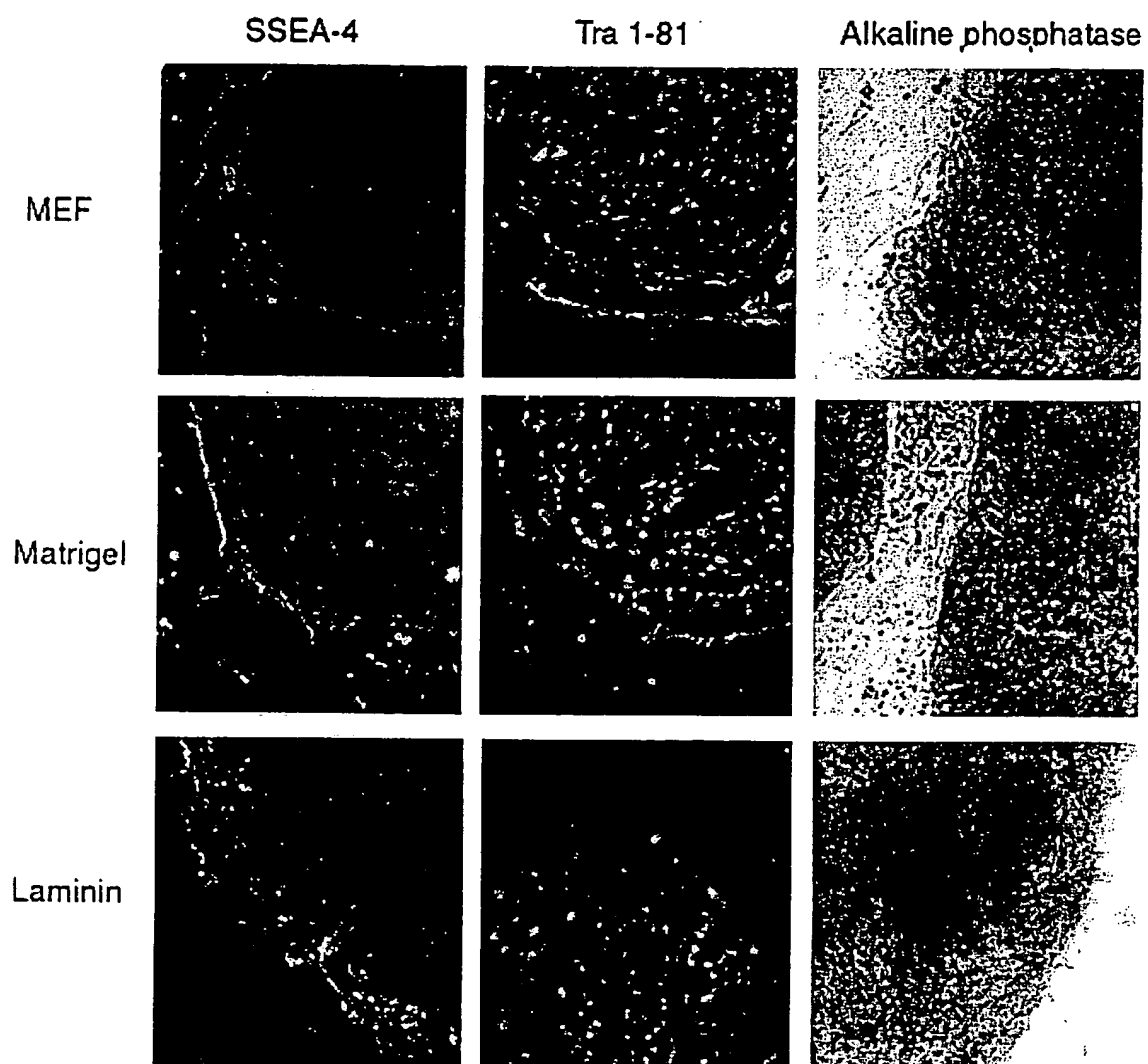 SSEA-4
Tra 1-81
Alkaline phosphatase
MEF
Matrigel
Laminin